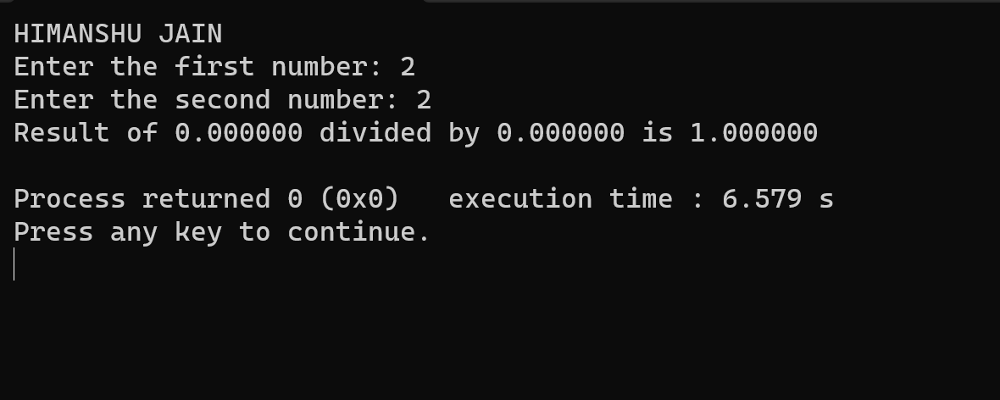 HIMANSHU JAIN
Enter the first number: 2
Enter the second number: 2
Result of 0.000000 divided by 0.000000 is 1.000000
Process returned 0 (0x0)   execution time : 6.579 s
Press any key to continue.